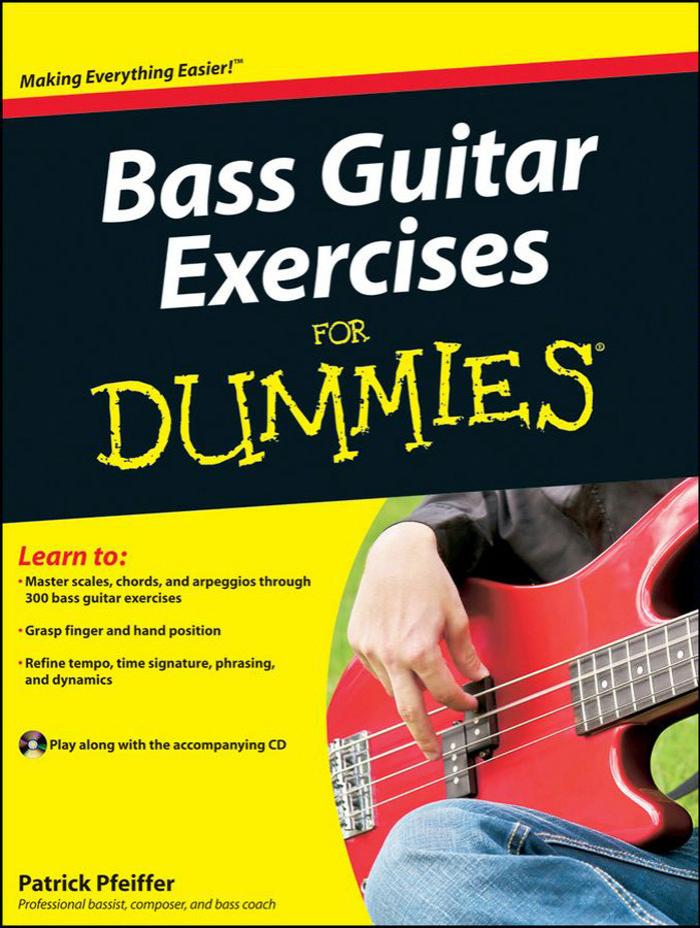 Making Everything Easier!™
Bass Guitar
Exercises
FOR
DUMMIES®
Learn to:
• Master scales, chords, and arpeggios through
300 bass guitar exercises
• Grasp finger and hand position
• Refine tempo, time signature, phrasing,
and dynamics
Play along with the accompanying CD
Patrick Pfeiffer
Professional bassist, composer, and bass coach